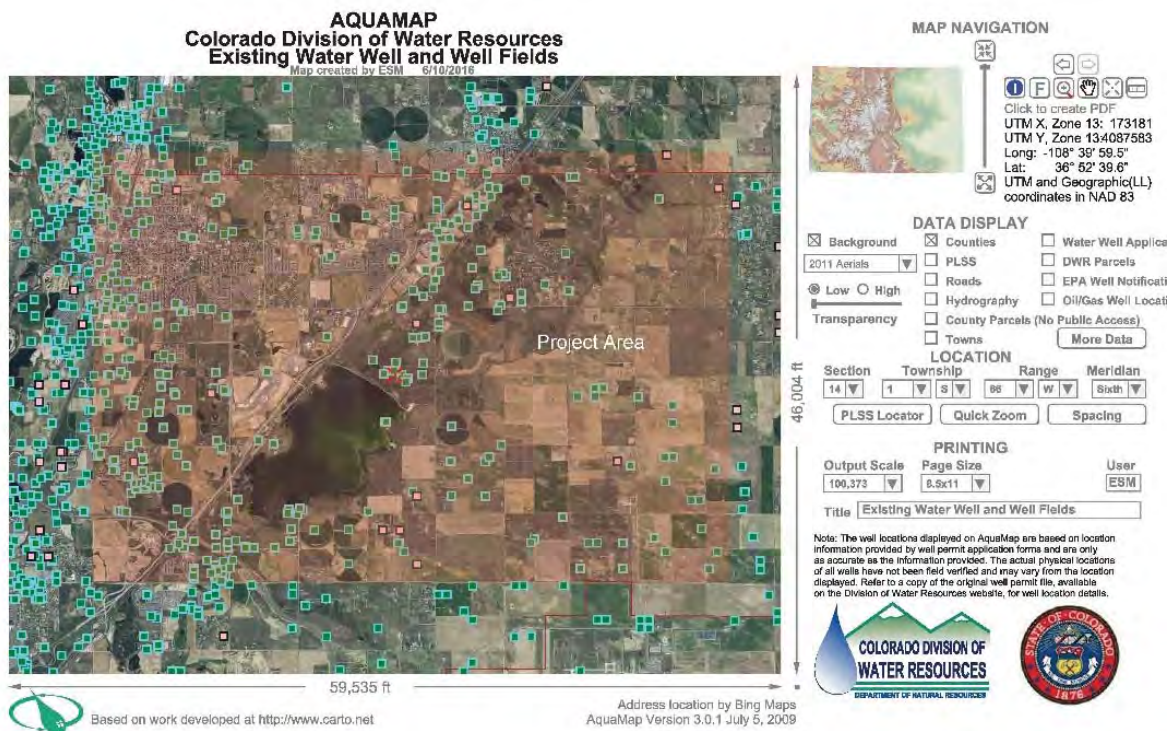 AQUAMAP
Colorado Division of Water Resources
Existing Water Well and Well Fields
Map created by ESM 6/10/2016
Project Area
46,004 ft
59,535 ft
Based on work developed at http://www.carto.net
Address location by Bing Maps
AquaMap Version 3.0.1 July 5, 2009
MAP NAVIGATION
i F
Click to create PDF
UTM X, Zone 13: 173181
UTM Y, Zone 13:4087583
Long: -108° 39' 59.5"
Lat: 36° 52' 39.6"
UTM and Geographic(LL)
coordinates in NAD 83
DATA DISPLAY
Background Counties Water Well Applica
2011 Aerials PLSS DWR Parcels
Roads EPA Well Notificati
Low High Hydrography Oil/Gas Well Locati
Transparency County Parcels (No Public Access)
Towns More Data
LOCATION
Section Township Range Meridian
14 1 S 66 W Sixth
PLSS Locator Quick Zoom Spacing
PRINTING
Output Scale Page Size User
100,373 8.5x11 ESM
Title Existing Water Well and Well Fields
Note: The well locations displayed on AquaMap are based on location
information provided by well permit application forms and are only
as accurate as the information provided. The actual physical locations
of all wells have not been field verified and may vary from the location
displayed. Refer to a copy of the original well permit file, available
on the Division of Water Resources website, for well location details.
COLORADO DIVISION OF
WATER RESOURCES
DEPARTMENT OF NATURAL RESOURCES
STATE OF COLORADO
1876